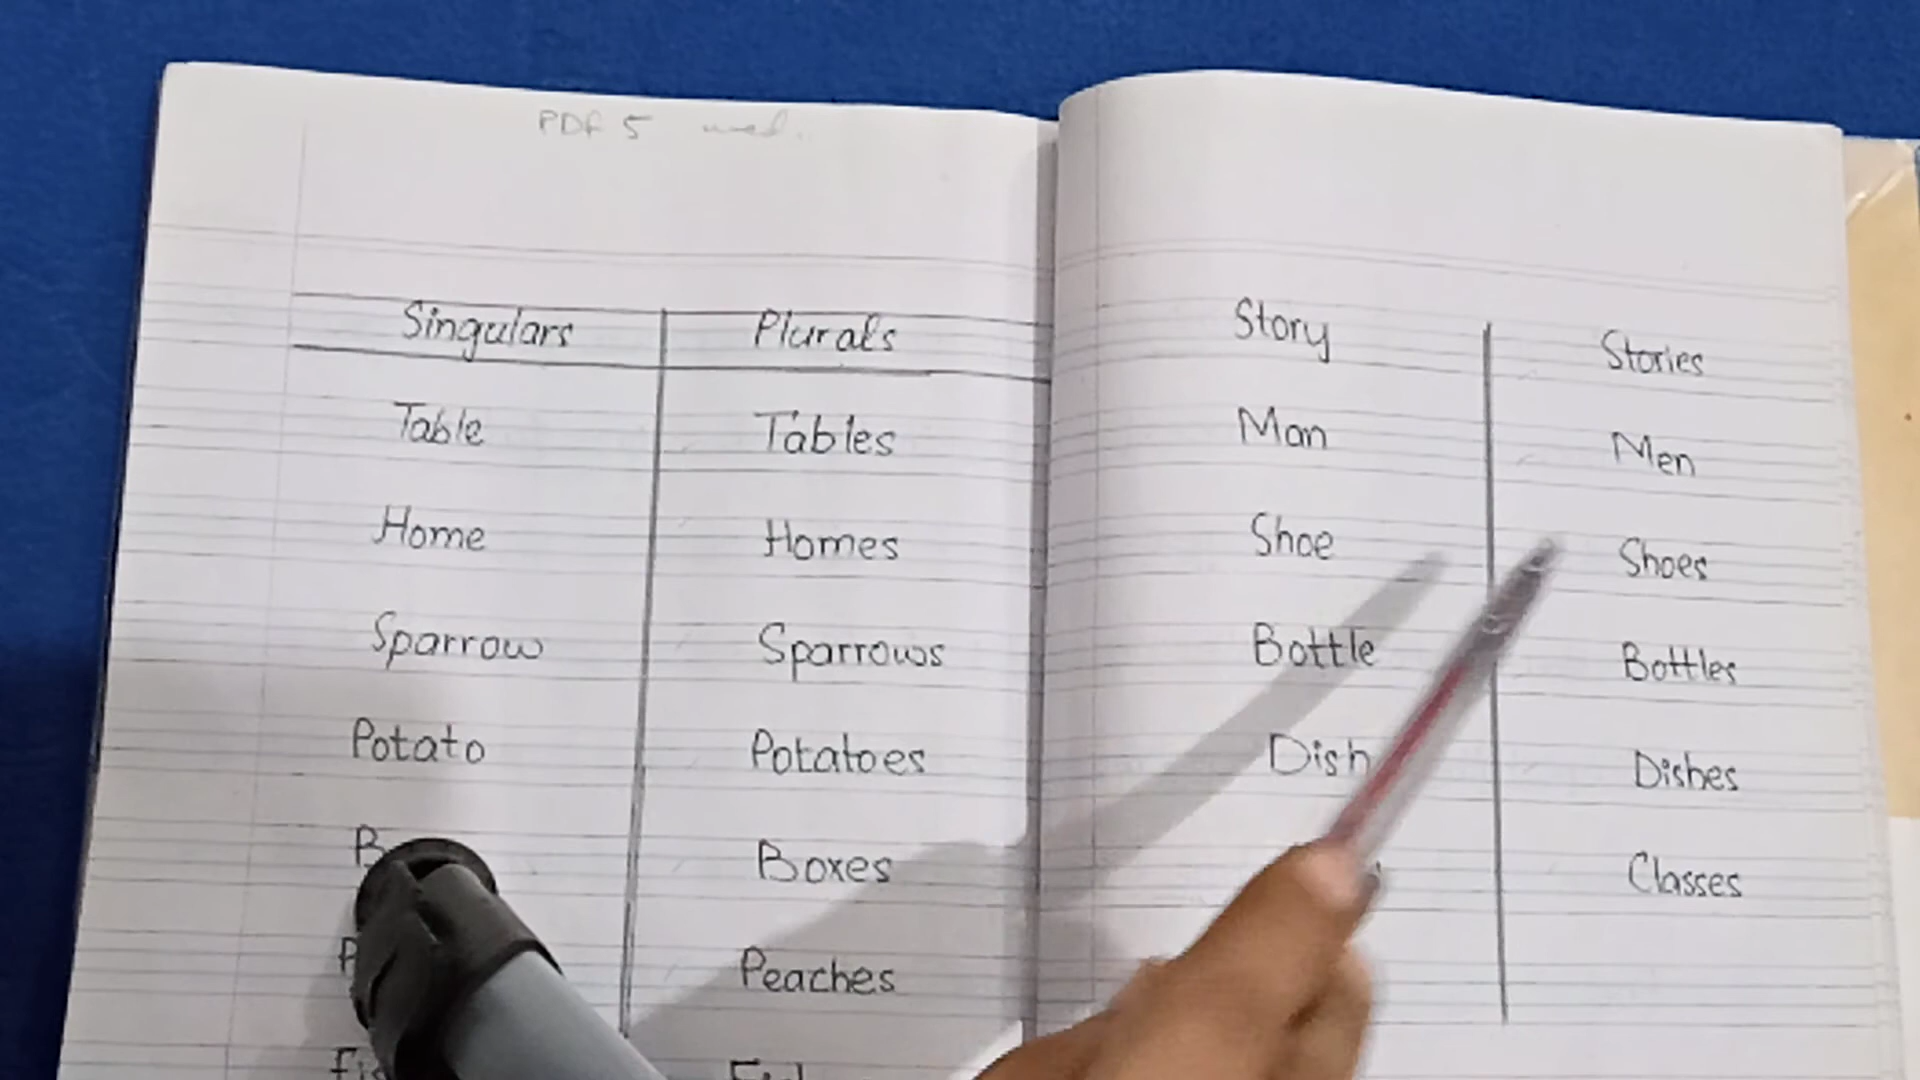 PDF 5 used.
Singulars Plurals
Table Tables
Home Homes
Sparrow Sparrows
Potato Potatoes
Boxes
Peaches
Story Stories
Man Men
Shoe Shoes
Bottle Bottles
Dish Dishes
Classes